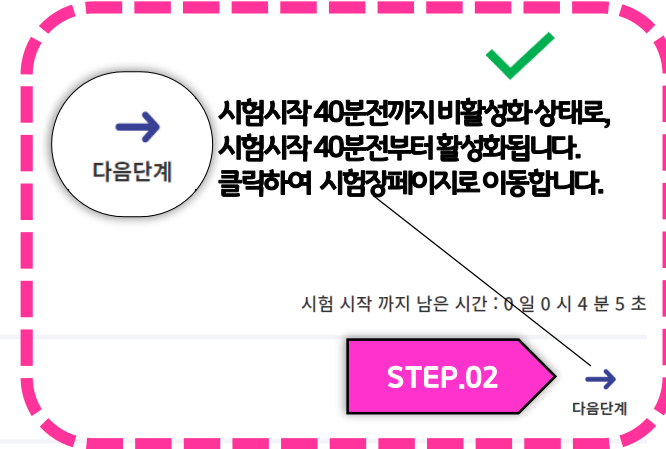 시험시작 40분전까지 비활성화 상태로,
시험시작 40분전부터 활성화됩니다.
클릭하여 시험장페이지로 이동합니다.
다음단계
시험 시작 까지 남은 시간 : 0 일 0 시 4 분 5 초
STEP.02
다음단계